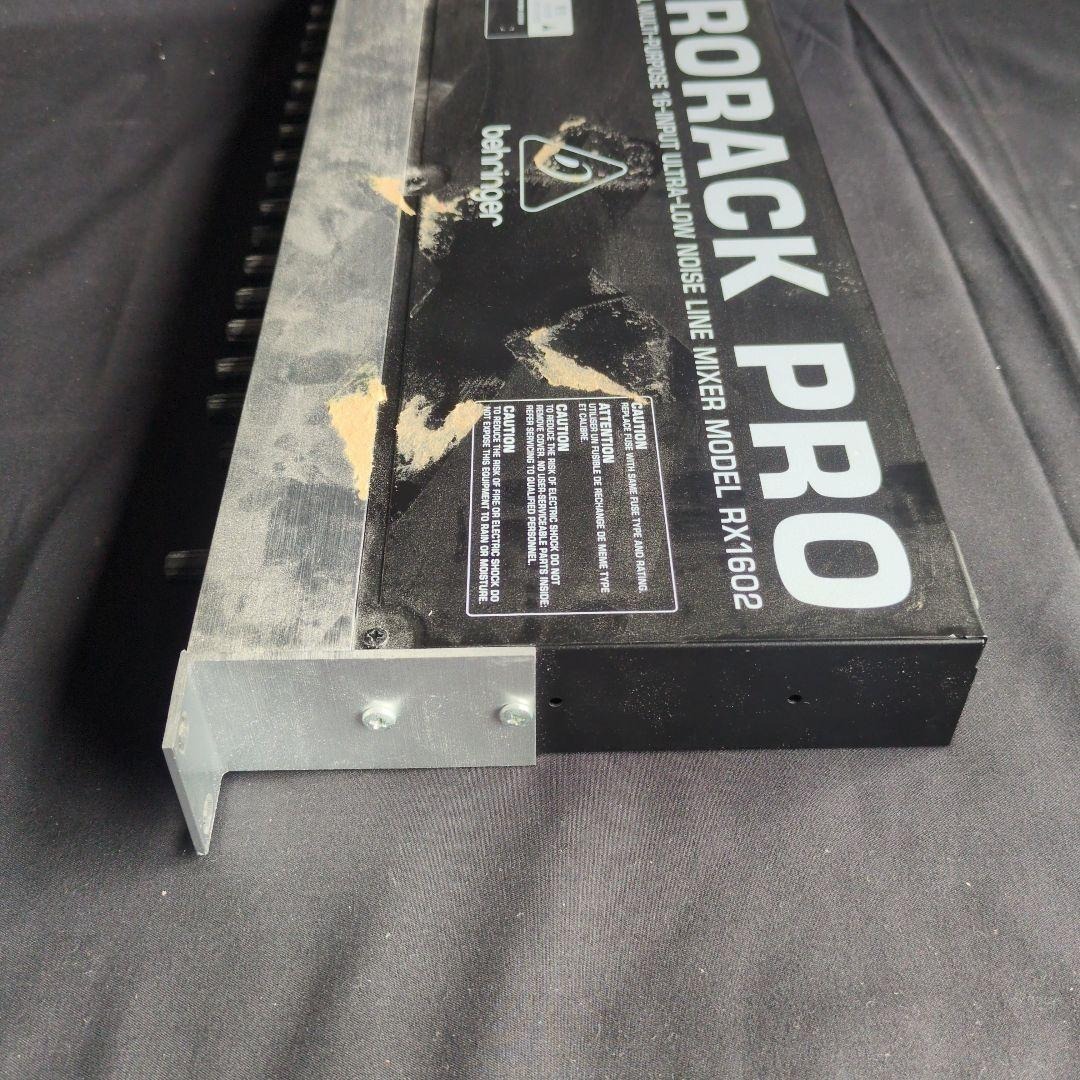 RORACK PRO
MULTI-PURPOSE 16-INPUT ULTRA-LOW NOISE LINE MIXER MODEL RX1602
behringer
CAUTION
REPLACE FUSE WITH SAME FUSE TYPE AND RATING.
ATTENTION
UTILISER UN FUSIBLE DE RECHANGE DE MEME TYPE
ET CALIBRE
CAUTION
TO REDUCE THE RISK OF ELECTRIC SHOCK DO NOT
REMOVE COVER. NO USER-SERVICEABLE PARTS INSIDE:
REFER SERVICING TO QUALIFIED PERSONNEL.
CAUTION
TO REDUCE THE RISK OF FIRE OR ELECTRIC SHOCK DO
NOT EXPOSE THIS EQUIPMENT TO RAIN OR MOISTURE.